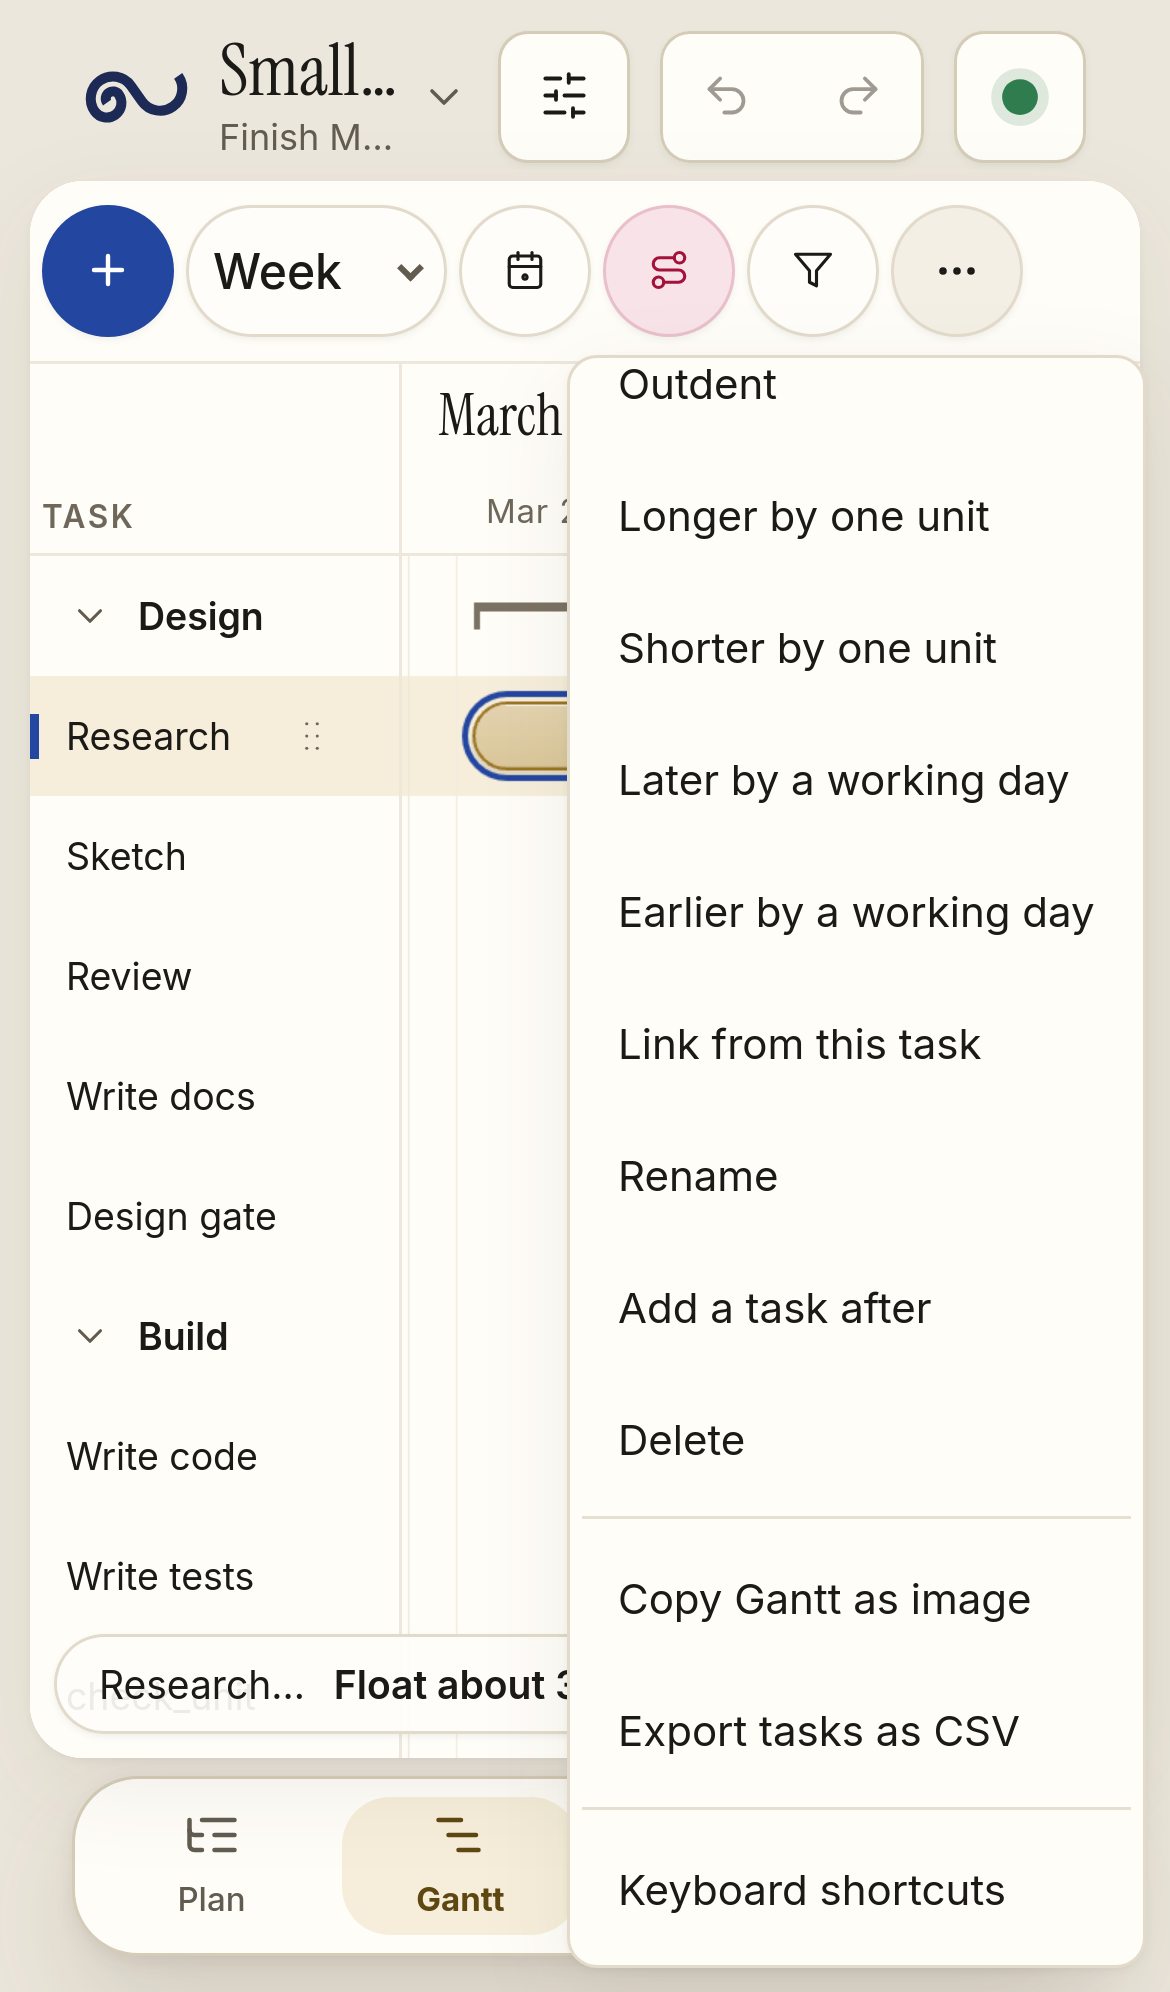 Small...
Finish M...
Week
March
TASK
Mar
Design
Research
Sketch
Review
Write docs
Design gate
Build
Write code
Write tests
check_unit
Research... Float about
Plan
Gantt
Outdent
Longer by one unit
Shorter by one unit
Later by a working day
Earlier by a working day
Link from this task
Rename
Add a task after
Delete
Copy Gantt as image
Export tasks as CSV
Keyboard shortcuts